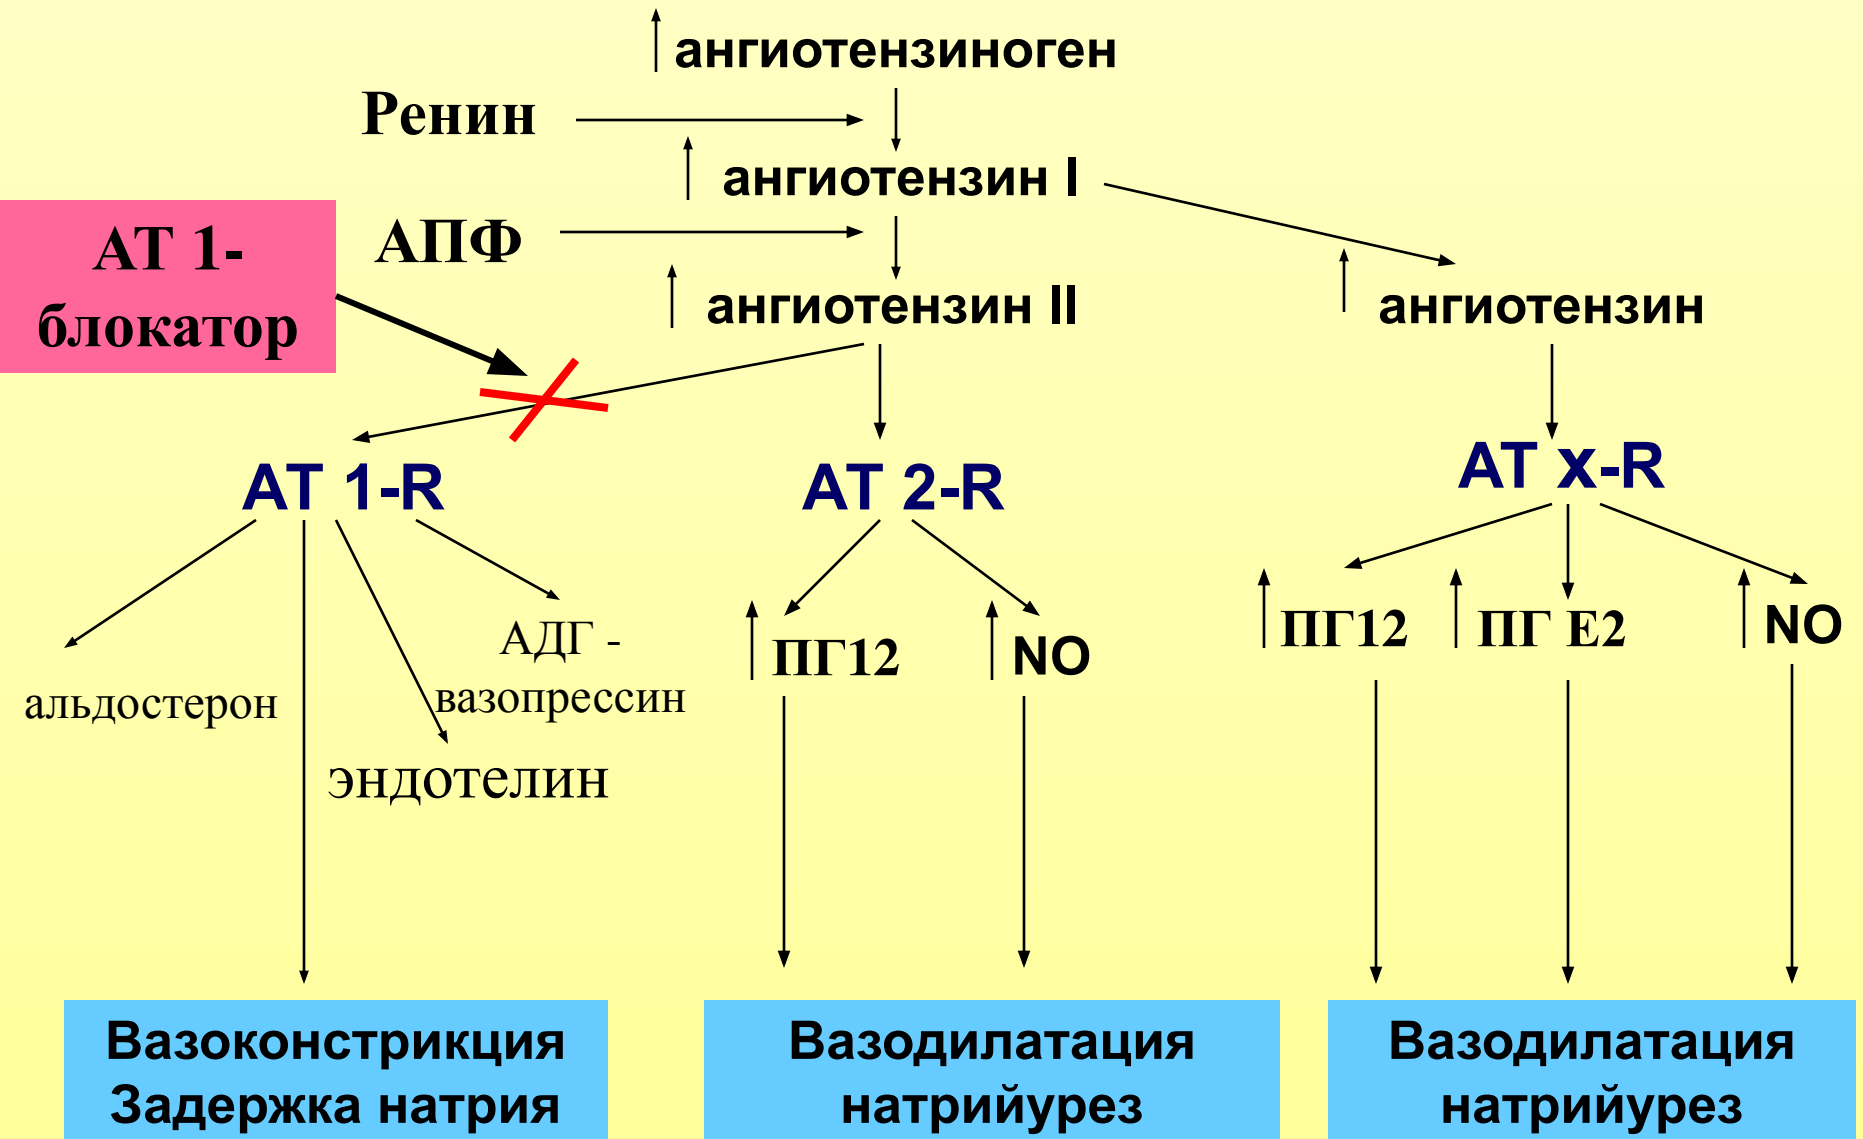 ангиотензиноген
Ренин
ангиотензин I
АТ 1-
блокатор
АПФ
ангиотензин II
ангиотензин
АТ 1-R
АТ 2-R
АТ х-R
альдостерон
АДГ -
вазопрессин
эндотелин
ПГ12
NO
ПГ12
ПГ Е2
NO
Вазоконстрикция
Задержка натрия
Вазодилатация
натрийурез
Вазодилатация
натрийурез